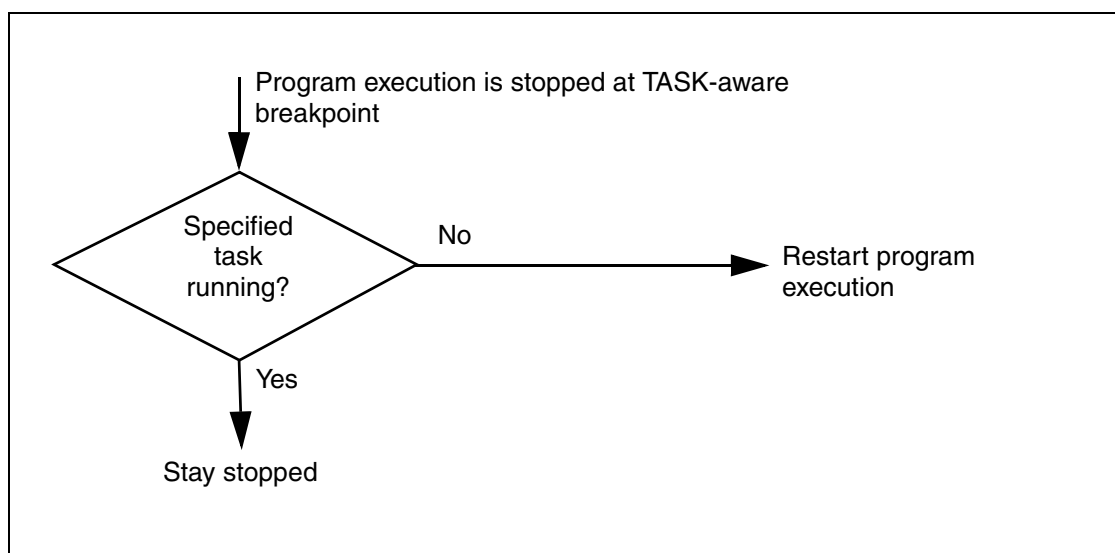 Program execution is stopped at TASK-aware
breakpoint
Specified
task
running?
No
Restart program
execution
Yes
Stay stopped